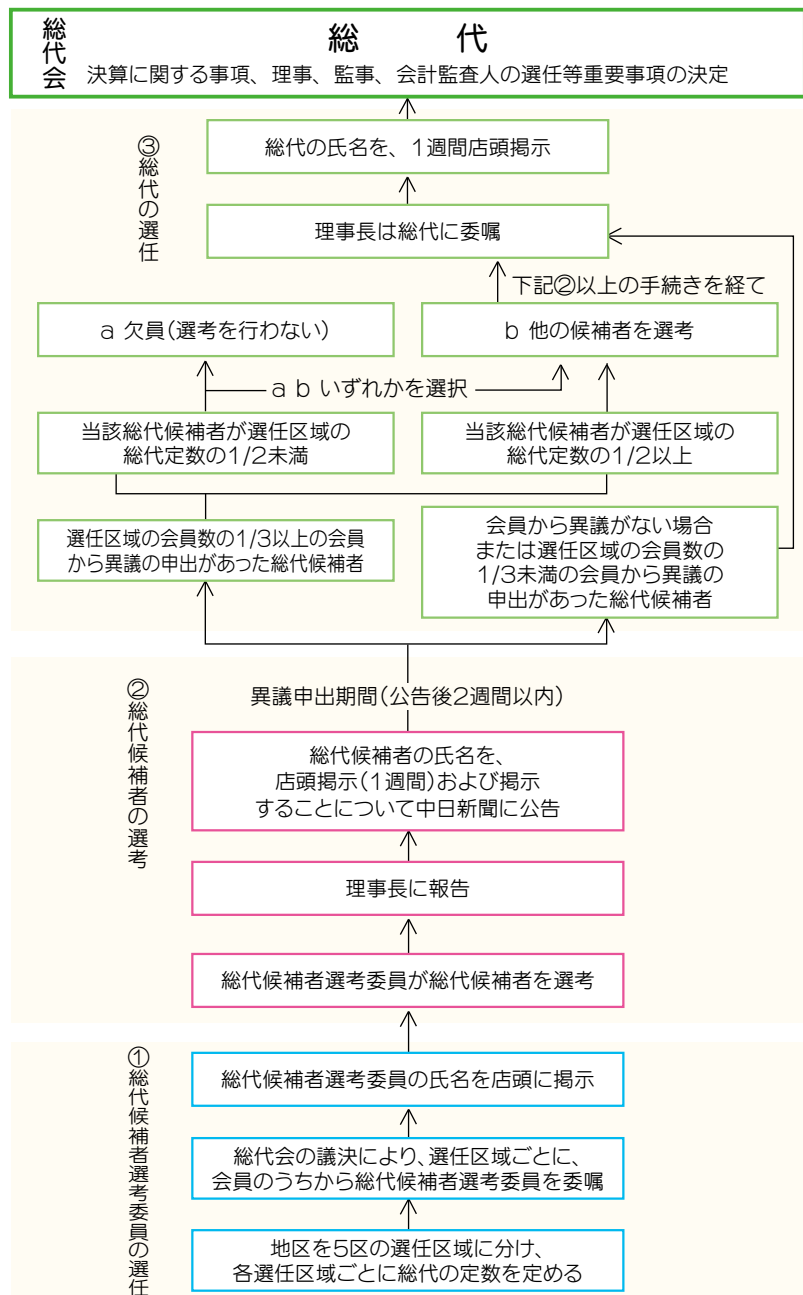 総代会
総代
決算に関する事項、理事、監事、会計監査人の選任等重要事項の決定
③総代の選任
総代の氏名を、1週間店頭掲示
理事長は総代に委嘱
下記②以上の手続きを経て
a 欠員(選考を行わない)
b 他の候補者を選考
a b いずれかを選択
当該総代候補者が選任区域の
総代定数の1/2未満
当該総代候補者が選任区域の
総代定数の1/2以上
選任区域の会員数の1/3以上の会員
から異議の申出があった総代候補者
会員から異議がない場合
または選任区域の会員数の
1/3未満の会員から異議の
申出があった総代候補者
②総代候補者の選考
異議申出期間(公告後2週間以内)
総代候補者の氏名を、
店頭掲示(1週間)および掲示
することについて中日新聞に公告
理事長に報告
総代候補者選考委員が総代候補者を選考
①総代候補者選考委員の選任
総代候補者選考委員の氏名を店頭に掲示
総代会の議決により、選任区域ごとに、
会員のうちから総代候補者選考委員を委嘱
地区を5区の選任区域に分け、
各選任区域ごとに総代の定数を定める